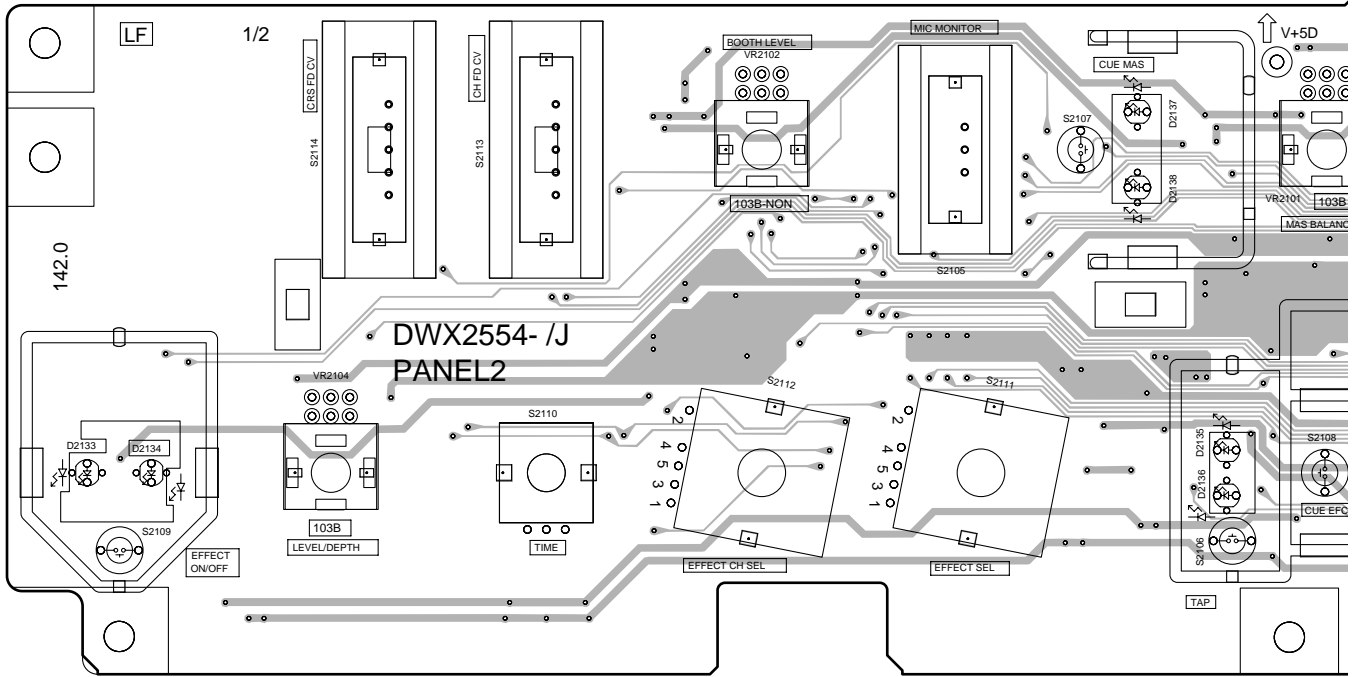 LF
1/2
CRS FD CV
S2114
CH FD CV
S2113
BOOTH LEVEL
VR2102
103B-NON
MIC MONITOR
S2105
CUE MAS
S2107
D2137
D2138
V+5D
VR2101
103B
MAS BALANC
142.0
DWX2554- /J
PANEL2
VR2104
103B
LEVEL/DEPTH
D2133
D2134
S2109
EFFECT
ON/OFF
S2110
TIME
S2112
2
4
5
3
1
EFFECT CH SEL
S2111
2
4
5
3
1
EFFECT SEL
D2135
D2136
S2106
TAP
S2108
CUE EFC